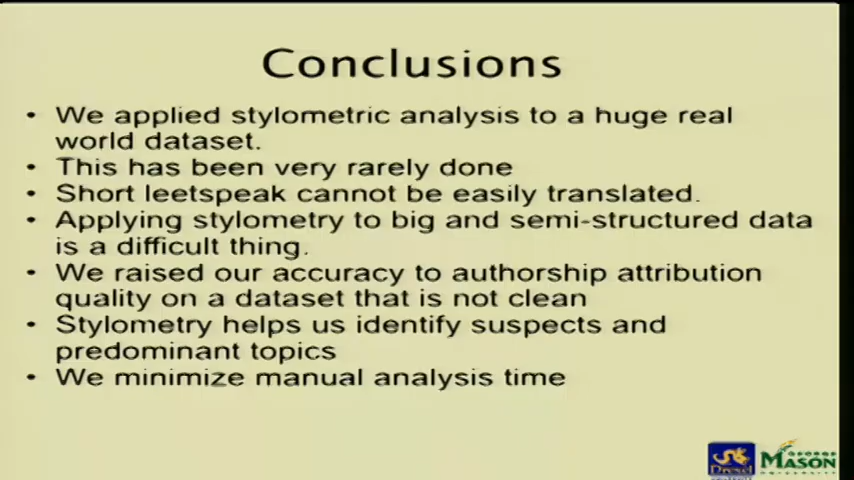 Conclusions
• We applied stylometric analysis to a huge real
world dataset.
• This has been very rarely done
• Short leetspeak cannot be easily translated.
• Applying stylometry to big and semi-structured data
is a difficult thing.
• We raised our accuracy to authorship attribution
quality on a dataset that is not clean
• Stylometry helps us identify suspects and
predominant topics
• We minimize manual analysis time
Drexel
GEORGE
MASON